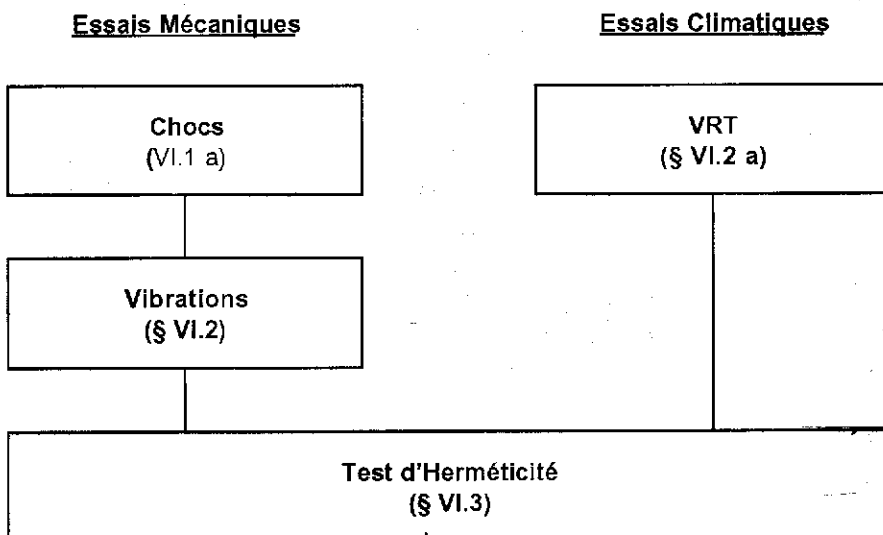 Essais Mécaniques
Essais Climatiques
Chocs
(VI.1 a)
VRT
(§ VI.2 a)
Vibrations
(§ VI.2)
Test d'Herméticité
(§ VI.3)